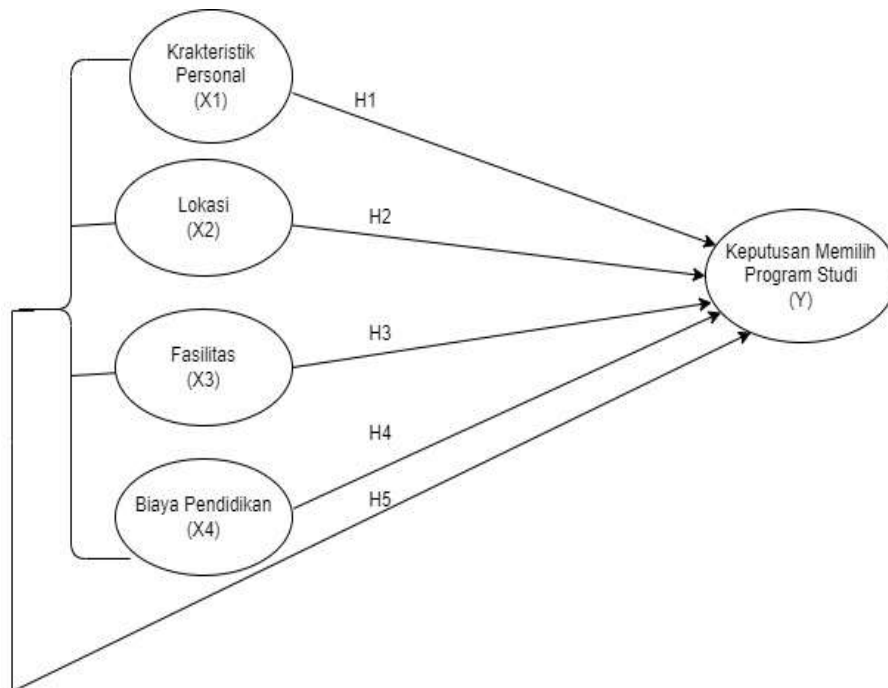 Krakteristik
Personal
(X1)
H1
Lokasi
(X2)
H2
Keputusan Memilih
Program Studi
(Y)
Fasilitas
(X3)
H3
H4
Biaya Pendidikan
(X4)
H5